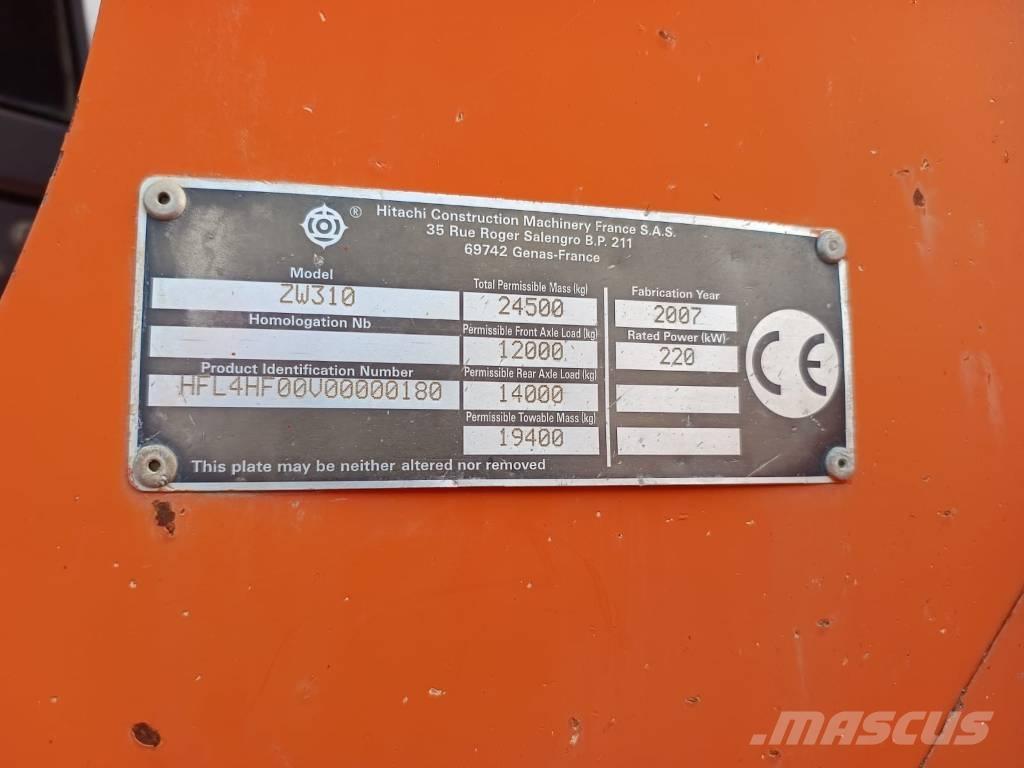 ® Hitachi Construction Machinery France S.A.S.
35 Rue Roger Salengro B.P. 211
69742 Genas-France
Model
ZW310
Homologation Nb
Product Identification Number
HFL4HF00V00000180
Total Permissible Mass (kg)
24500
Permissible Front Axle Load (kg)
12000
Permissible Rear Axle Load (kg)
14000
Permissible Towable Mass (kg)
19400
Fabrication Year
2007
Rated Power (kW)
220
CE
This plate may be neither altered nor removed
.MASCUS